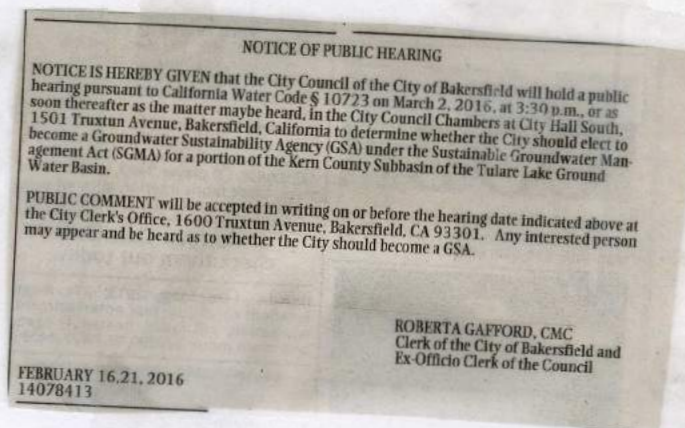 NOTICE OF PUBLIC HEARING
NOTICE IS HEREBY GIVEN that the City Council of the City of Bakersfield will hold a public
hearing pursuant to California Water Code § 10723 on March 2, 2016, at 3:30 p.m., or as
soon thereafter as the matter maybe heard, in the City Council Chambers at City Hall South,
1501 Truxtun Avenue, Bakersfield, California to determine whether the City should elect to
become a Groundwater Sustainability Agency (GSA) under the Sustainable Groundwater Man-
agement Act (SGMA) for a portion of the Kern County Subbasin of the Tulare Lake Ground
Water Basin.
PUBLIC COMMENT will be accepted in writing on or before the hearing date indicated above at
the City Clerk's Office, 1600 Truxtun Avenue, Bakersfield, CA 93301. Any interested person
may appear and be heard as to whether the City should become a GSA.
ROBERTA GAFFORD, CMC
Clerk of the City of Bakersfield and
Ex-Officio Clerk of the Council
FEBRUARY 16,21, 2016
14078413